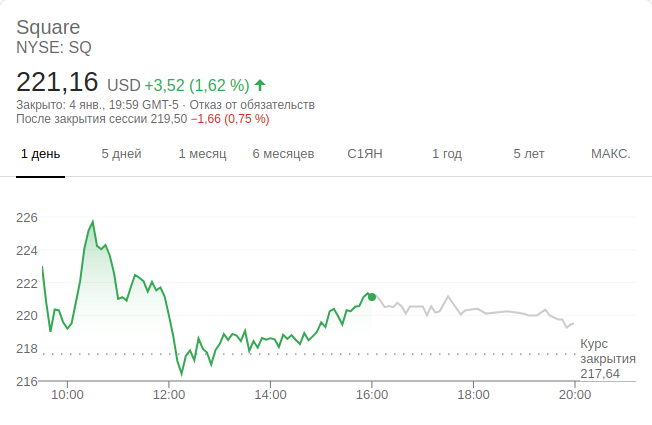 Square
NYSE: SQ
221,16 USD +3,52 (1,62 %)
Закрыто: 4 янв., 19:59 GMT-5 · Отказ от обязательств
После закрытия сессии 219,50 −1,66 (0,75 %)
1 день 5 дней 1 месяц 6 месяцев С1ЯН 1 год 5 лет МАКС.
226
224
222
220
218
216
Курс
закрытия
217,64
10:00 12:00 14:00 16:00 18:00 20:00